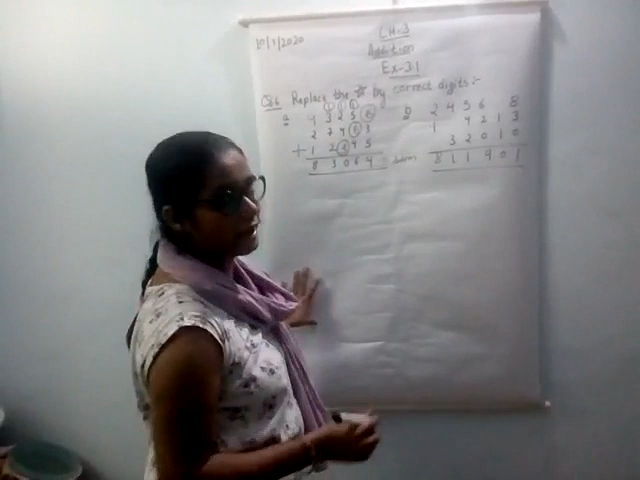 CH-3
Addition
Ex-3.1
Replace the * by correct digits :-
a
4 3 2 5 6
2 7 4 6 3
+ 1 2 3 4 5
8 3 0 6 4
b
2 4 5 6 8
1 4 2 1 3
3 2 0 1 0
8 1 1 4 0 1